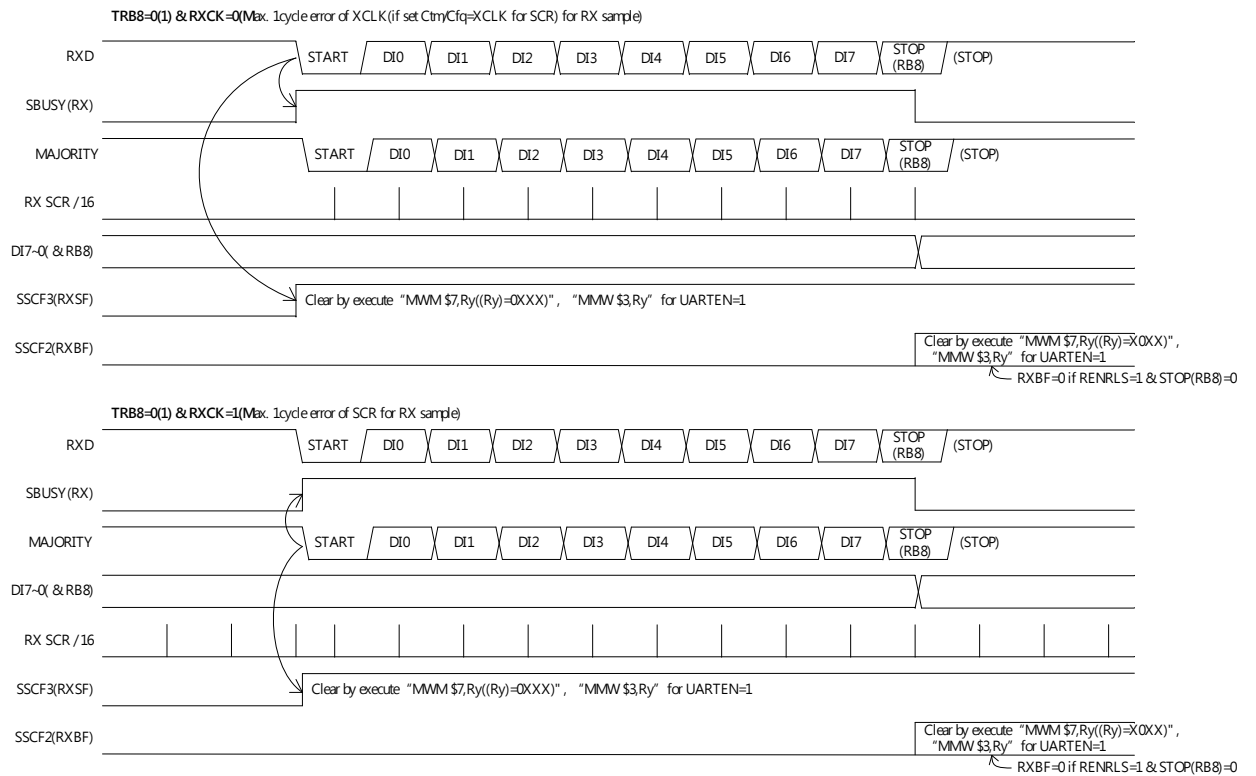 TRB8=0(1) & RXCK=0(Max. 1cycle error of XCLK(if set Ctm/Cfq=XCLK for SCR) for RX sample)
RXD START DI0 DI1 DI2 DI3 DI4 DI5 DI6 DI7 STOP (RB8) (STOP)
SBUSY(RX)
MAJORITY START DI0 DI1 DI2 DI3 DI4 DI5 DI6 DI7 STOP (RB8) (STOP)
RX SCR /16
DI7~0( & RB8)
SSCF3(RXSF) Clear by execute “MWM $7,Ry((Ry)=0XXX)", “MMW $3,Ry” for UARTEN=1
SSCF2(RXBF) Clear by execute “MWM $7,Ry((Ry)=X0XX)",
“MMW $3,Ry” for UARTEN=1
RXBF=0 if RENRLS=1 & STOP(RB8)=0
TRB8=0(1) & RXCK=1(Max. 1cycle error of SCR for RX sample)
RXD START DI0 DI1 DI2 DI3 DI4 DI5 DI6 DI7 STOP (RB8) (STOP)
SBUSY(RX)
MAJORITY START DI0 DI1 DI2 DI3 DI4 DI5 DI6 DI7 STOP (RB8) (STOP)
DI7~0( & RB8)
RX SCR /16
SSCF3(RXSF) Clear by execute “MWM $7,Ry((Ry)=0XXX)", “MMW $3,Ry” for UARTEN=1
SSCF2(RXBF) Clear by execute “MWM $7,Ry((Ry)=X0XX)",
“MMW $3,Ry” for UARTEN=1
RXBF=0 if RENRLS=1 & STOP(RB8)=0